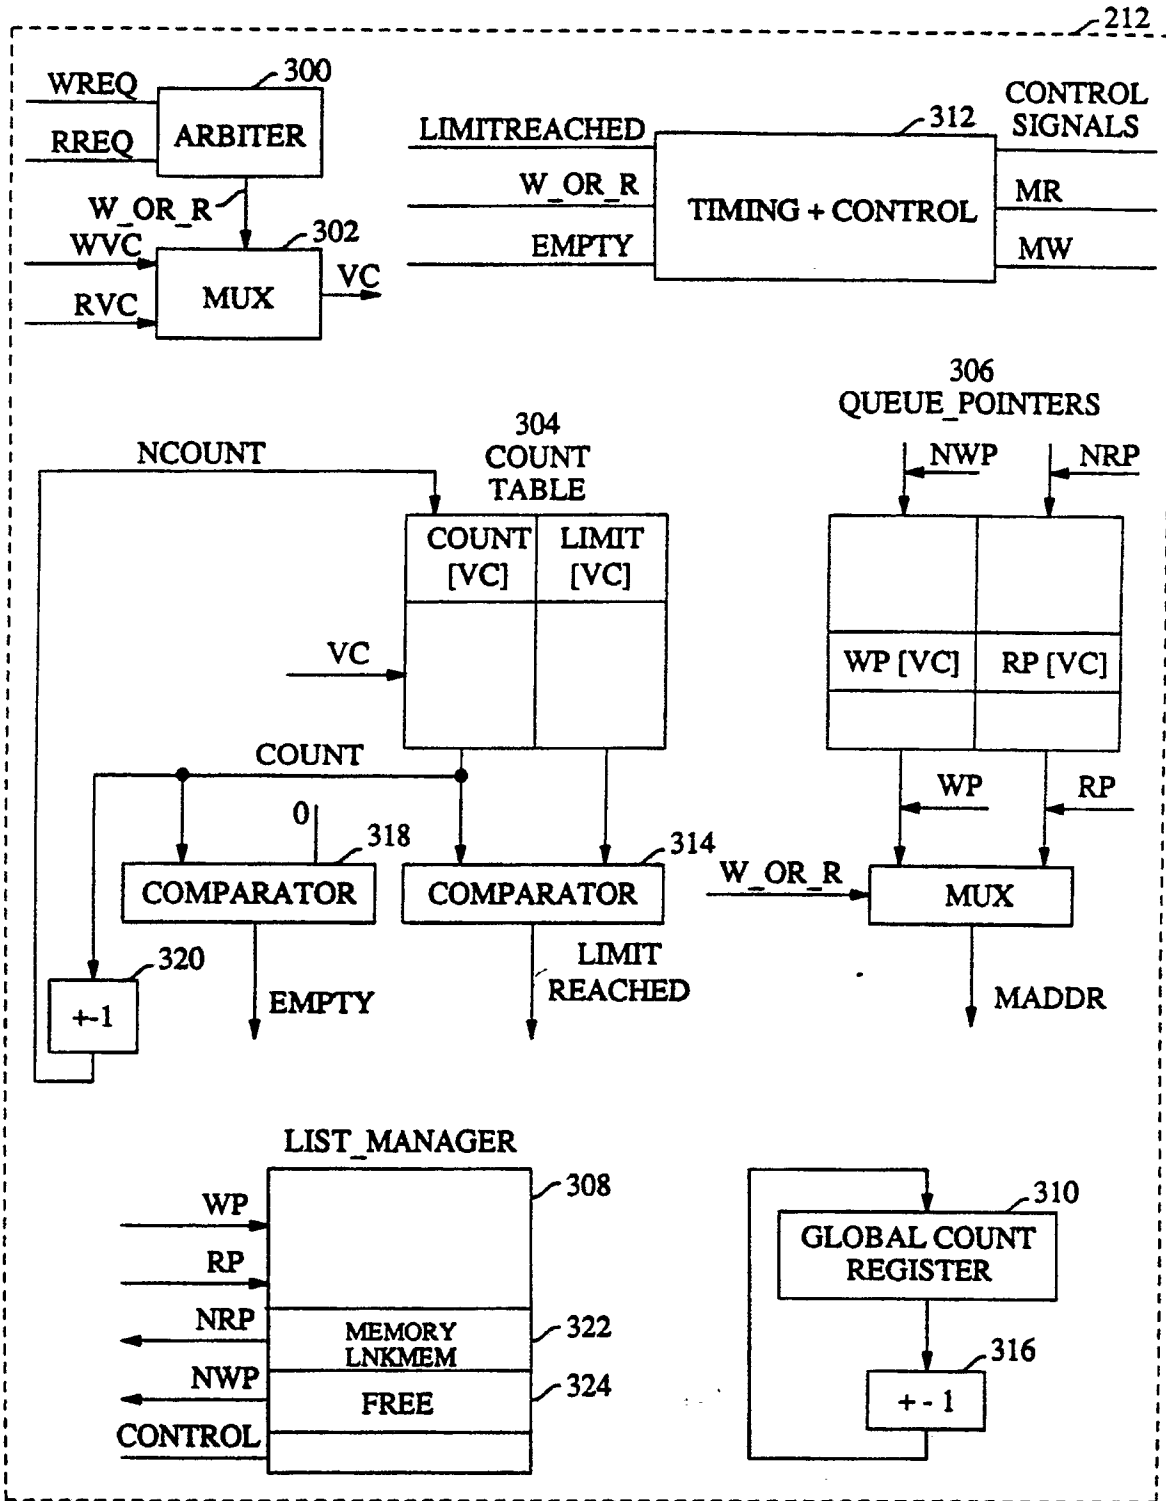 212
WREQ
RREQ
300
ARBITER
W_OR_R
WVC
RVC
302
MUX
VC
LIMITREACHED
W_OR_R
EMPTY
312
TIMING + CONTROL
CONTROL
SIGNALS
MR
MW
NCOUNT
304
COUNT
TABLE
COUNT
[VC]
LIMIT
[VC]
VC
COUNT
0
318
COMPARATOR
314
COMPARATOR
320
+-1
EMPTY
LIMIT
REACHED
306
QUEUE_POINTERS
NWP
NRP
WP [VC]
RP [VC]
WP
RP
W_OR_R
MUX
MADDR
LIST_MANAGER
308
WP
RP
NRP
NWP
CONTROL
MEMORY
LNKMEM
322
FREE
324
310
GLOBAL COUNT
REGISTER
316
+ - 1